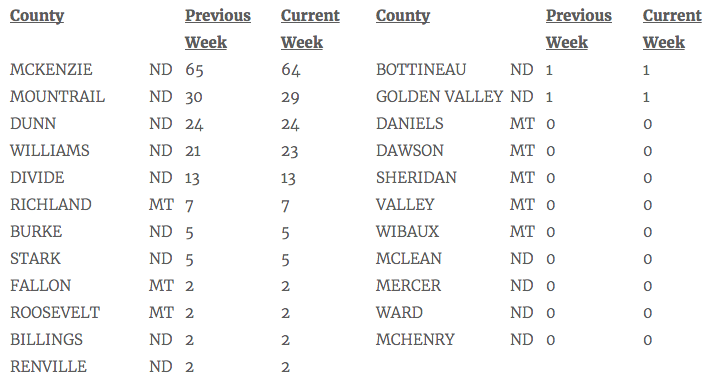 County Previous Current County Previous Current
Week Week Week Week
MCKENZIE ND 65 64 BOTTINEAU ND 1 1
MOUNTRAIL ND 30 29 GOLDEN VALLEY ND 1 1
DUNN ND 24 24 DANIELS MT 0 0
WILLIAMS ND 21 23 DAWSON MT 0 0
DIVIDE ND 13 13 SHERIDAN MT 0 0
RICHLAND MT 7 7 VALLEY MT 0 0
BURKE ND 5 5 WIBAUX MT 0 0
STARK ND 5 5 MCLEAN ND 0 0
FALLON MT 2 2 MERCER ND 0 0
ROOSEVELT MT 2 2 WARD ND 0 0
BILLINGS ND 2 2 MCHENRY ND 0 0
RENVILLE ND 2 2